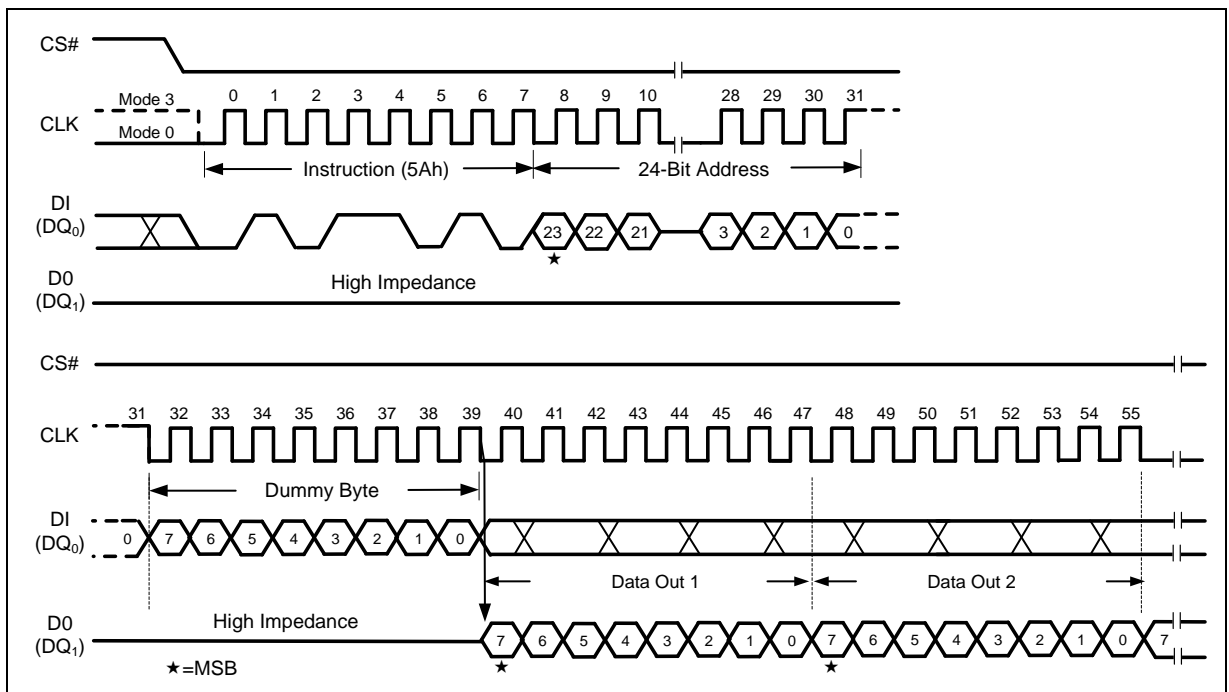 CS#
Mode 3 0 1 2 3 4 5 6 7 8 9 10 28 29 30 31
CLK
Mode 0
Instruction (5Ah) 24-Bit Address
DI
(DQ₀) 23 22 21 3 2 1 0
★
D0
(DQ₁) High Impedance
CS#
31 32 33 34 35 36 37 38 39 40 41 42 43 44 45 46 47 48 49 50 51 52 53 54 55
CLK
Dummy Byte
DI
(DQ₀) 0 7 6 5 4 3 2 1 0
Data Out 1 Data Out 2
D0
(DQ₁) High Impedance 7 6 5 4 3 2 1 0 7 6 5 4 3 2 1 0 7
★=MSB ★ ★